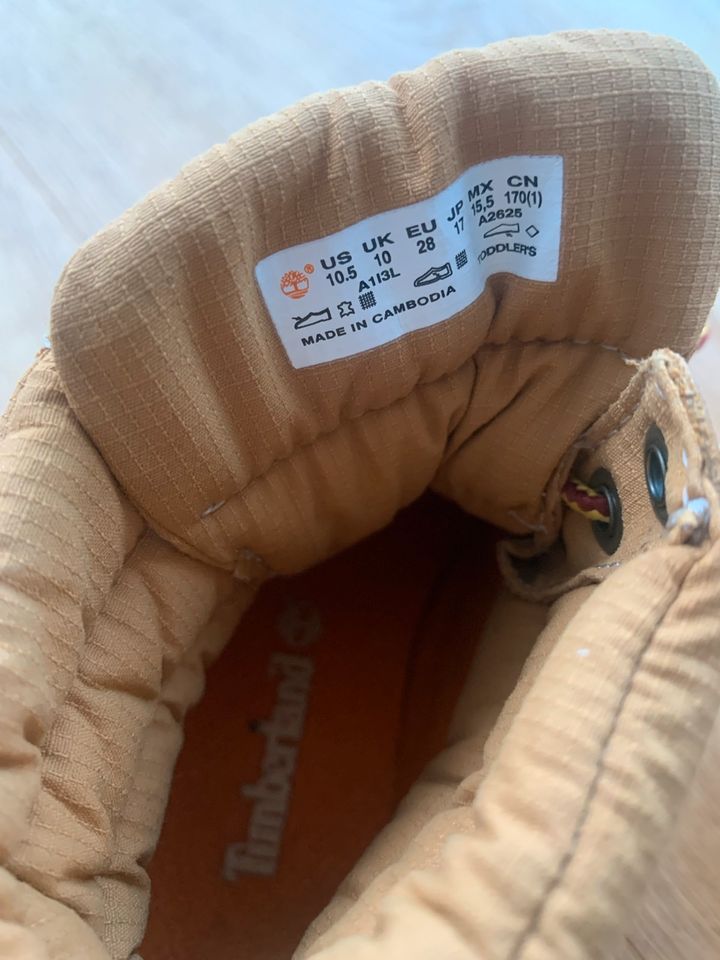 US UK EU JP MX CN
10.5 10 28 17 15,5 170(1)
A1I3L A2625
TODDLER'S
MADE IN CAMBODIA
Timberland